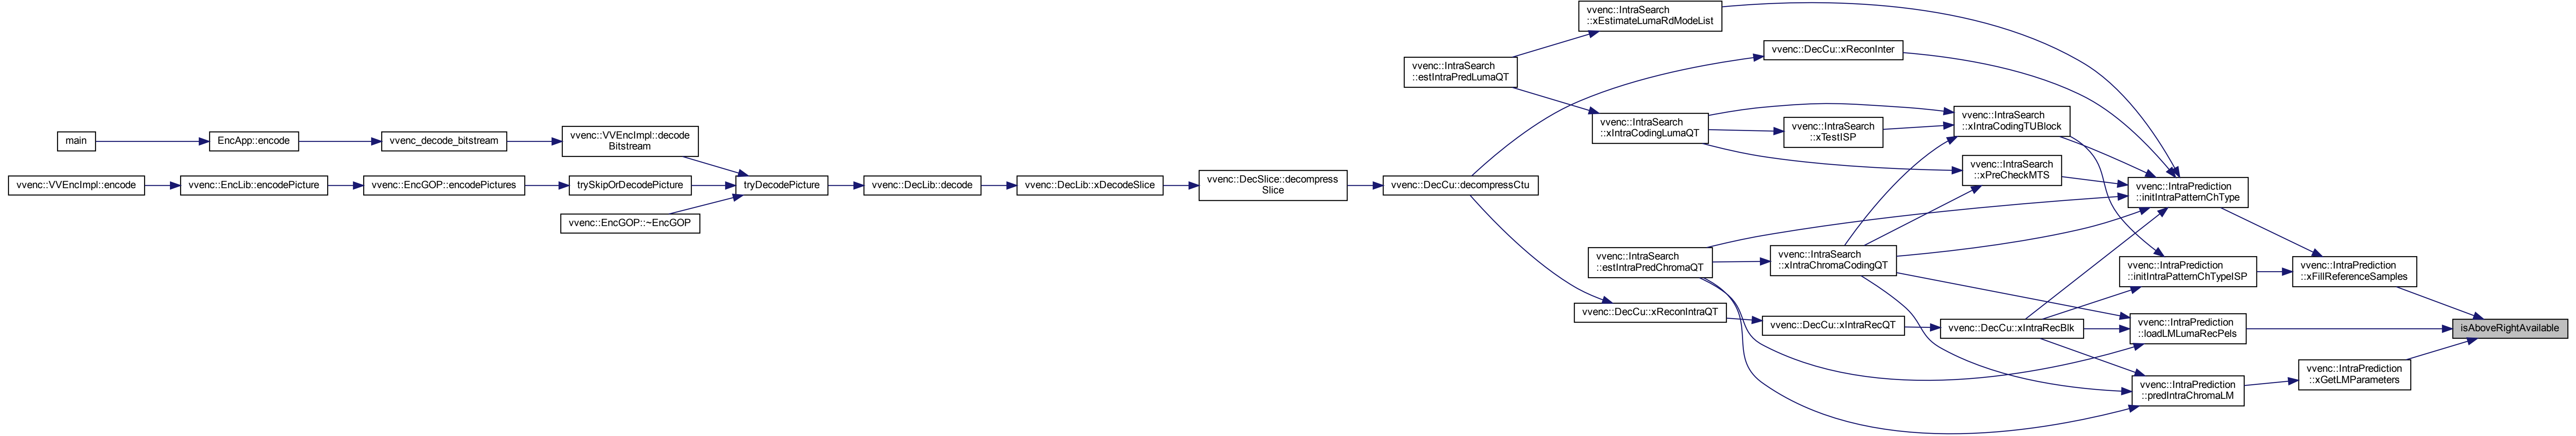 main
EncApp::encode
vvenc_decode_bitstream
vvenc::VVEncImpl::decode
Bitstream
vvenc::VVEncImpl::encode
vvenc::EncLib::encodePicture
vvenc::EncGOP::encodePictures
trySkipOrDecodePicture
vvenc::EncGOP::~EncGOP
tryDecodePicture
vvenc::DecLib::decode
vvenc::DecLib::xDecodeSlice
vvenc::DecSlice::decompress
Slice
vvenc::DecCu::decompressCtu
vvenc::IntraSearch
::estIntraPredLumaQT
vvenc::IntraSearch
::xEstimateLumaRdModeList
vvenc::DecCu::xReconInter
vvenc::IntraSearch
::xIntraCodingLumaQT
vvenc::IntraSearch
::xTestISP
vvenc::IntraSearch
::xIntraCodingTUBlock
vvenc::IntraSearch
::xPreCheckMTS
vvenc::IntraPrediction
::initIntraPatternChType
vvenc::IntraSearch
::estIntraPredChromaQT
vvenc::IntraSearch
::xIntraChromaCodingQT
vvenc::IntraPrediction
::initIntraPatternChTypeISP
vvenc::IntraPrediction
::xFillReferenceSamples
vvenc::DecCu::xReconIntraQT
vvenc::DecCu::xIntraRecQT
vvenc::DecCu::xIntraRecBlk
vvenc::IntraPrediction
::loadLMLumaRecPels
isAboveRightAvailable
vvenc::IntraPrediction
::xGetLMParameters
vvenc::IntraPrediction
::predIntraChromaLM